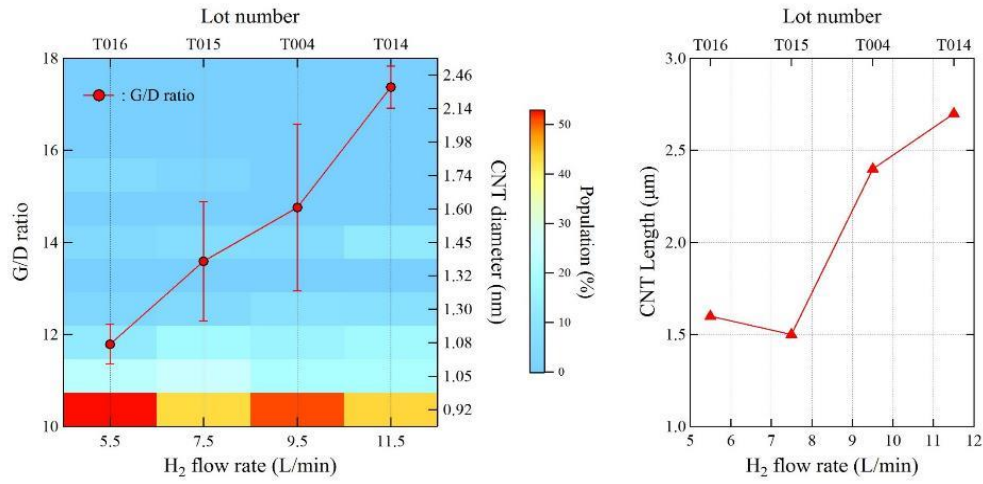 Lot number
T016 T015 T004 T014
18
16
14
12
10
G/D ratio
: G/D ratio
2.46
2.14
1.98
1.74
1.60
1.45
1.32
1.30
1.08
1.05
0.92
CNT diameter (nm)
5.5 7.5 9.5 11.5
H₂ flow rate (L/min)
50
40
30
20
10
0
Population (%)
Lot number
T016 T015 T004 T014
3.0
2.5
2.0
1.5
1.0
CNT Length (μm)
5 6 7 8 9 10 11 12
H₂ flow rate (L/min)